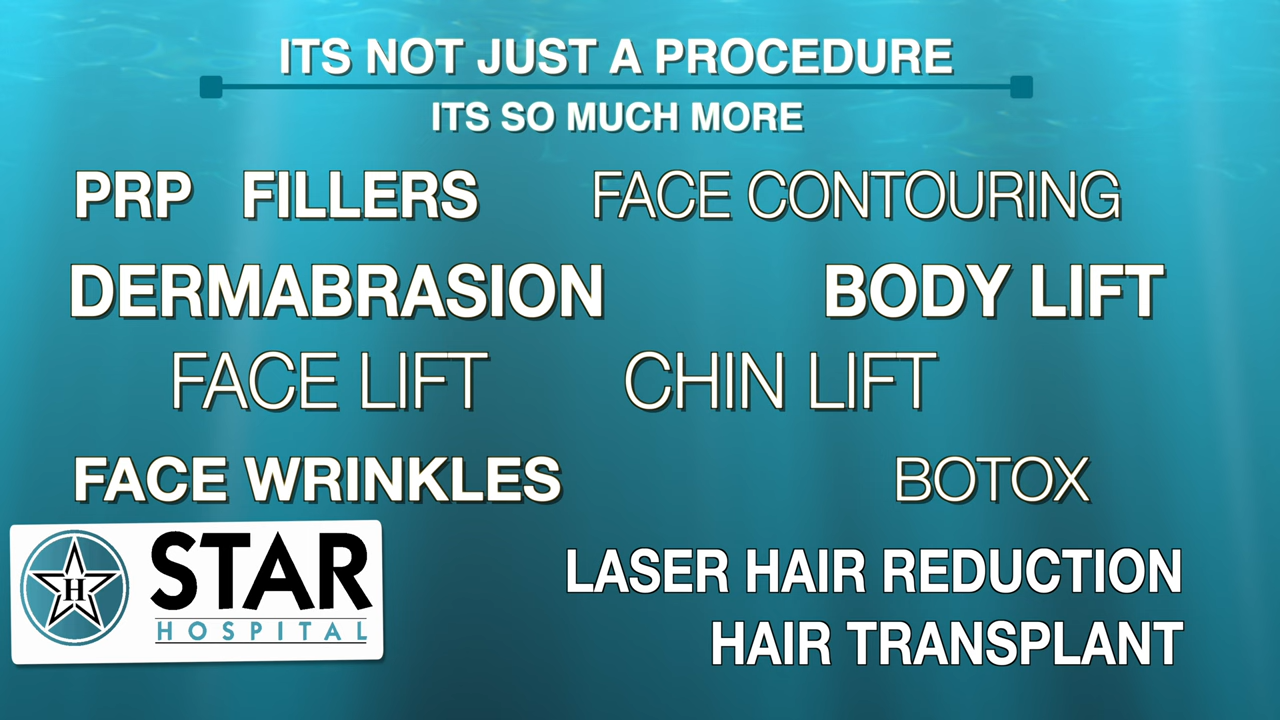 ITS NOT JUST A PROCEDURE
ITS SO MUCH MORE
PRP FILLERS FACE CONTOURING
DERMABRASION BODY LIFT
FACE LIFT CHIN LIFT
FACE WRINKLES BOTOX
H STAR
HOSPITAL
LASER HAIR REDUCTION
HAIR TRANSPLANT